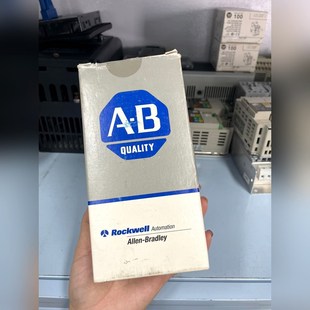 A-B
QUALITY
Rockwell Automation
Allen-Bradley
100
100